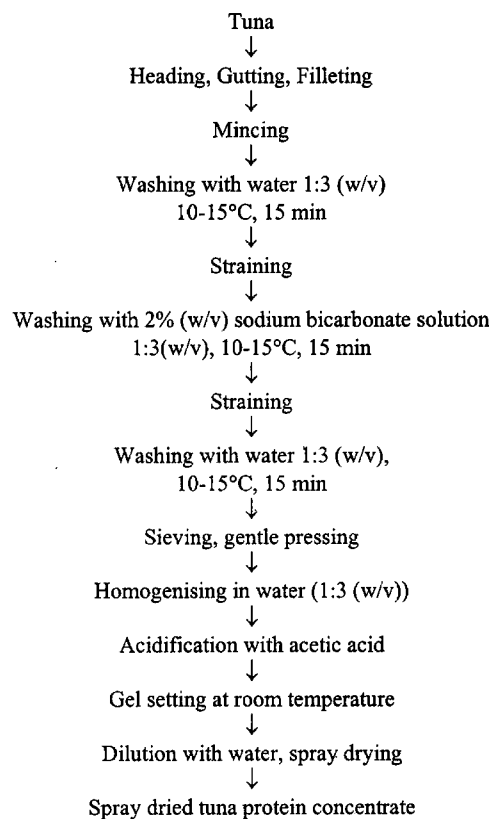 Tuna
↓
Heading, Gutting, Filleting
↓
Mincing
↓
Washing with water 1:3 (w/v)
10-15°C, 15 min
↓
Straining
↓
Washing with 2% (w/v) sodium bicarbonate solution
1:3(w/v), 10-15°C, 15 min
↓
Straining
↓
Washing with water 1:3 (w/v),
10-15°C, 15 min
↓
Sieving, gentle pressing
↓
Homogenising in water (1:3 (w/v))
↓
Acidification with acetic acid
↓
Gel setting at room temperature
↓
Dilution with water, spray drying
↓
Spray dried tuna protein concentrate